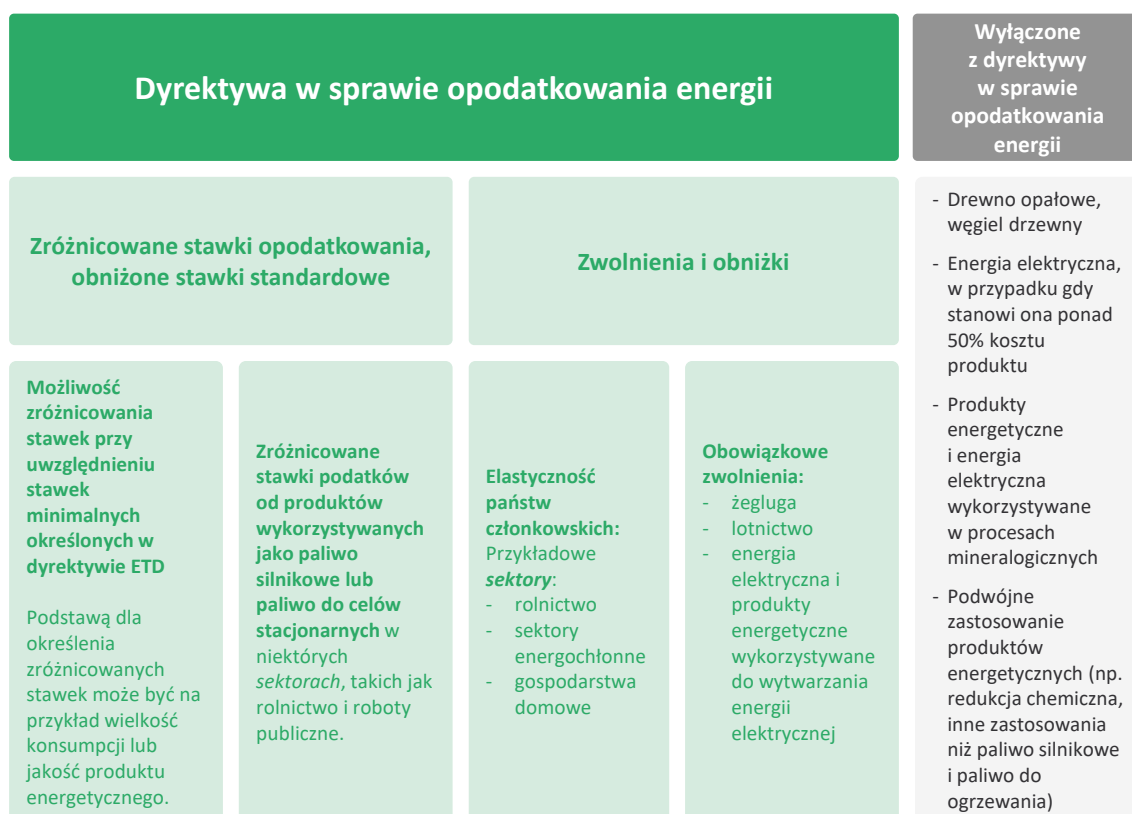 Dyrektywa w sprawie opodatkowania energii
Wyłączone
z dyrektywy
w sprawie
opodatkowania
energii
Zróżnicowane stawki opodatkowania,
obniżone stawki standardowe
Zwolnienia i obniżki
Możliwość
zróżnicowania
stawek przy
uwzględnieniu
stawek
minimalnych
określonych w
dyrektywie ETD
Podstawą dla
określenia
zróżnicowanych
stawek może być na
przykład wielkość
konsumpcji lub
jakość produktu
energetycznego.
Zróżnicowane
stawki podatków
od produktów
wykorzystywanych
jako paliwo
silnikowe lub
paliwo do celów
stacjonarnych w
niektórych
sektorach, takich jak
rolnictwo i roboty
publiczne.
Elastyczność
państw
członkowskich:
Przykładowe
sektory:
- rolnictwo
- sektory
energochłonne
- gospodarstwa
domowe
Obowiązkowe
zwolnienia:
- żegluga
- lotnictwo
- energia
elektryczna i
produkty
energetyczne
wykorzystywane
do wytwarzania
energii
elektrycznej
- Drewno opałowe,
węgiel drzewny
- Energia elektryczna,
w przypadku gdy
stanowi ona ponad
50% kosztu
produktu
- Produkty
energetyczne
i energia
elektryczna
wykorzystywane
w procesach
mineralogicznych
- Podwójne
zastosowanie
produktów
energetycznych (np.
redukcja chemiczna,
inne zastosowania
niż paliwo silnikowe
i paliwo do
ogrzewania)